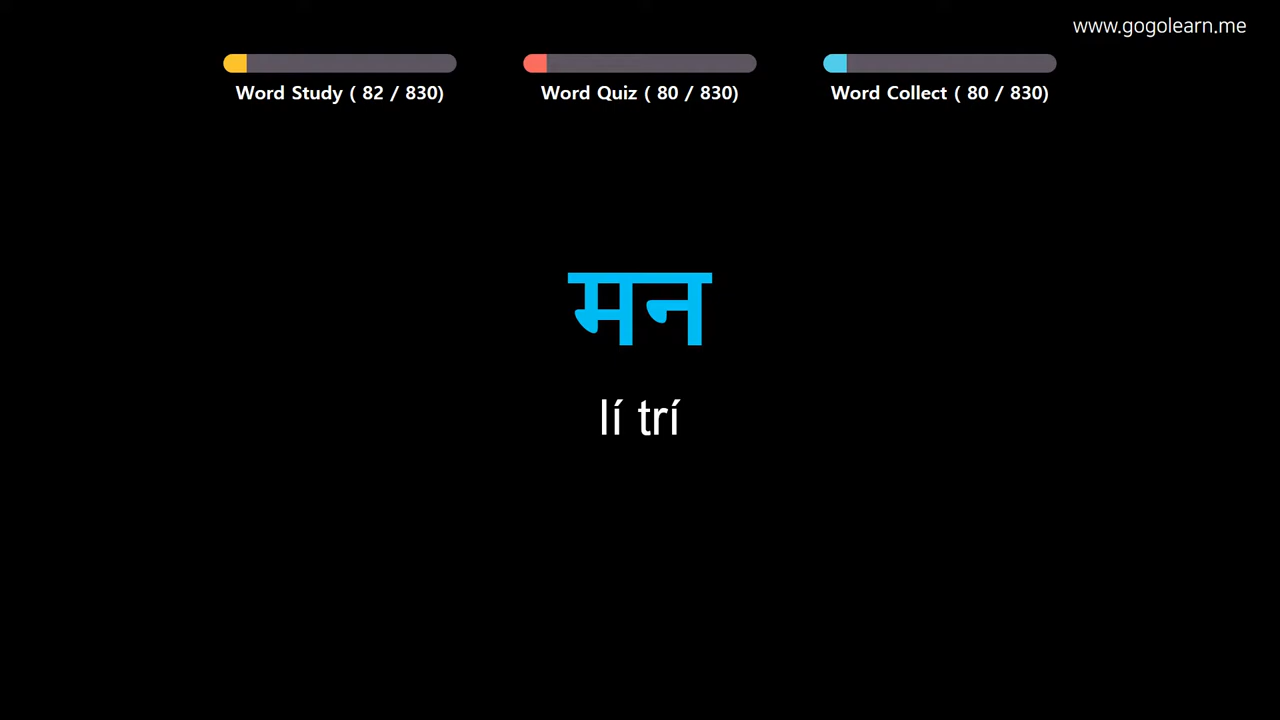 www.gogolearn.me
Word Study ( 82 / 830)
Word Quiz ( 80 / 830)
Word Collect ( 80 / 830)
मन
lí trí